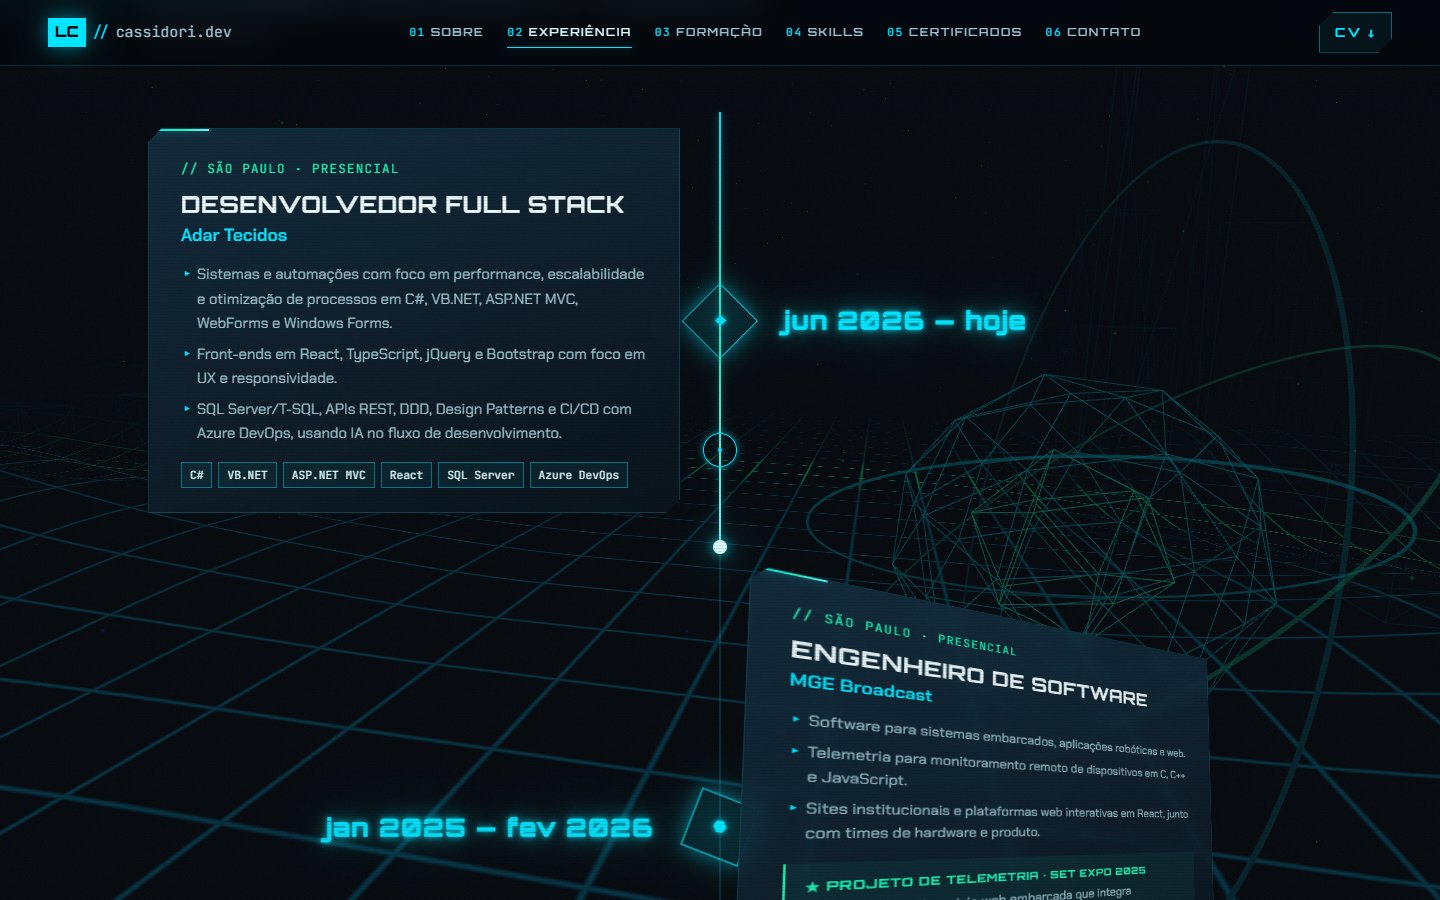 LC // cassidori.dev
01 SOBRE
02 EXPERIÊNCIA
03 FORMAÇÃO
04 SKILLS
05 CERTIFICADOS
06 CONTATO
CV ↓
// SÃO PAULO · PRESENCIAL
DESENVOLVEDOR FULL STACK
Adar Tecidos
▸ Sistemas e automações com foco em performance, escalabilidade
e otimização de processos em C#, VB.NET, ASP.NET MVC,
WebForms e Windows Forms.
▸ Front-ends em React, TypeScript, jQuery e Bootstrap com foco em
UX e responsividade.
▸ SQL Server/T-SQL, APIs REST, DDD, Design Patterns e CI/CD com
Azure DevOps, usando IA no fluxo de desenvolvimento.
C#
VB.NET
ASP.NET MVC
React
SQL Server
Azure DevOps
jun 2026 — hoje
jan 2025 — fev 2026
// SÃO PAULO · PRESENCIAL
ENGENHEIRO DE SOFTWARE
MGE Broadcast
▸ Software para sistemas embarcados, aplicações robóticas e web.
▸ Telemetria para monitoramento remoto de dispositivos em C, C++
e JavaScript.
▸ Sites institucionais e plataformas web interativas em React, junto
com times de hardware e produto.
★ PROJETO DE TELEMETRIA · SET EXPO 2025
web embarcada que integra